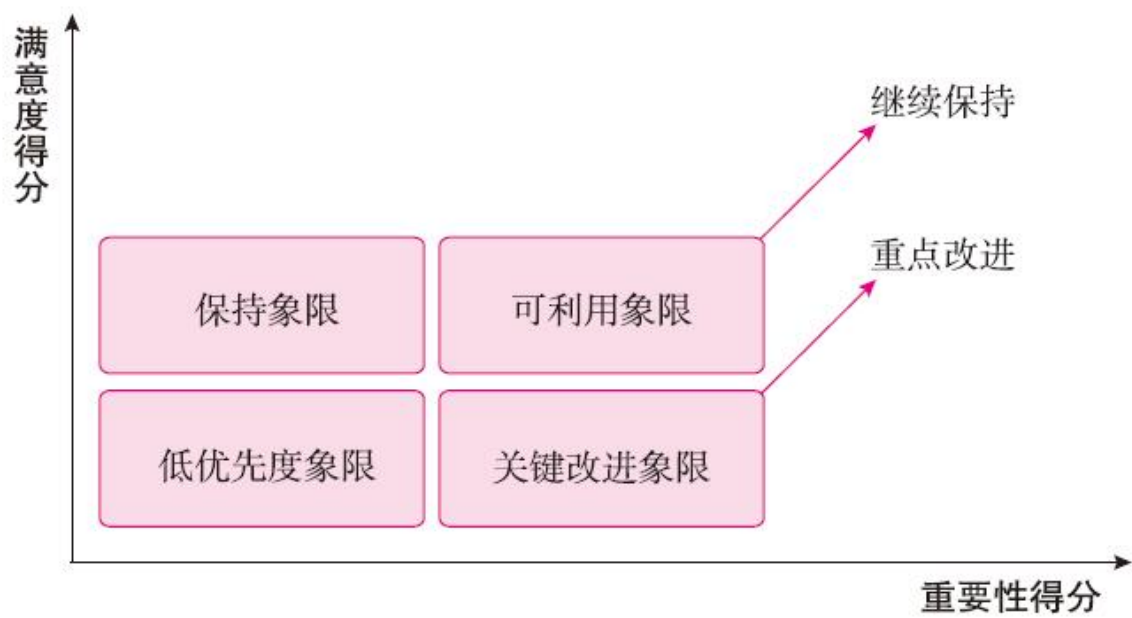 满意度得分
继续保持
重点改进
保持象限
可利用象限
低优先度象限
关键改进象限
重要性得分